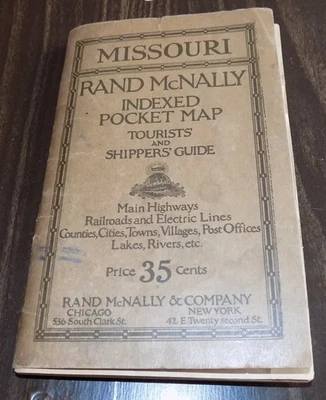 MISSOURI
RAND McNALLY
INDEXED
POCKET MAP
TOURISTS'
AND
SHIPPERS' GUIDE
Main Highways
Railroads and Electric Lines
Counties, Cities, Towns, Villages, Post Offices
Lakes, Rivers, etc.
Price 35 Cents
RAND McNALLY & COMPANY
CHICAGO NEW YORK
536 South Clark St. 42 E. Twenty second St.